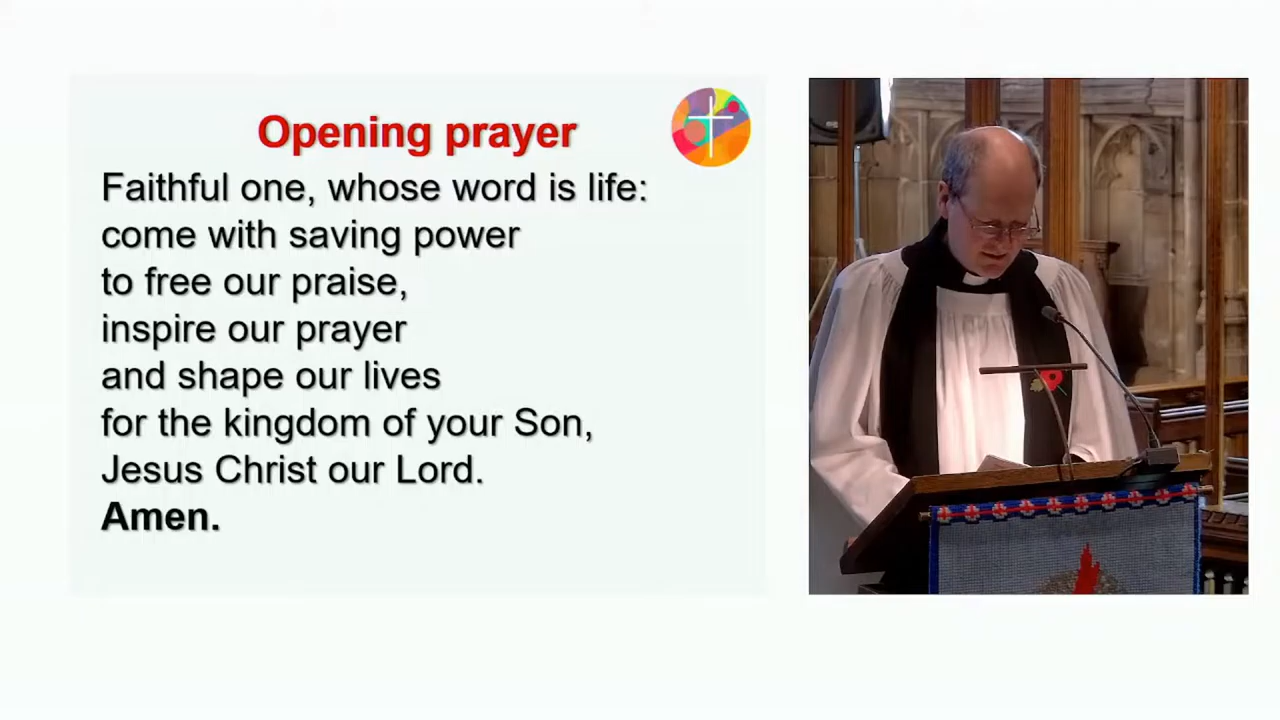 Opening prayer
Faithful one, whose word is life:
come with saving power
to free our praise,
inspire our prayer
and shape our lives
for the kingdom of your Son,
Jesus Christ our Lord.
Amen.